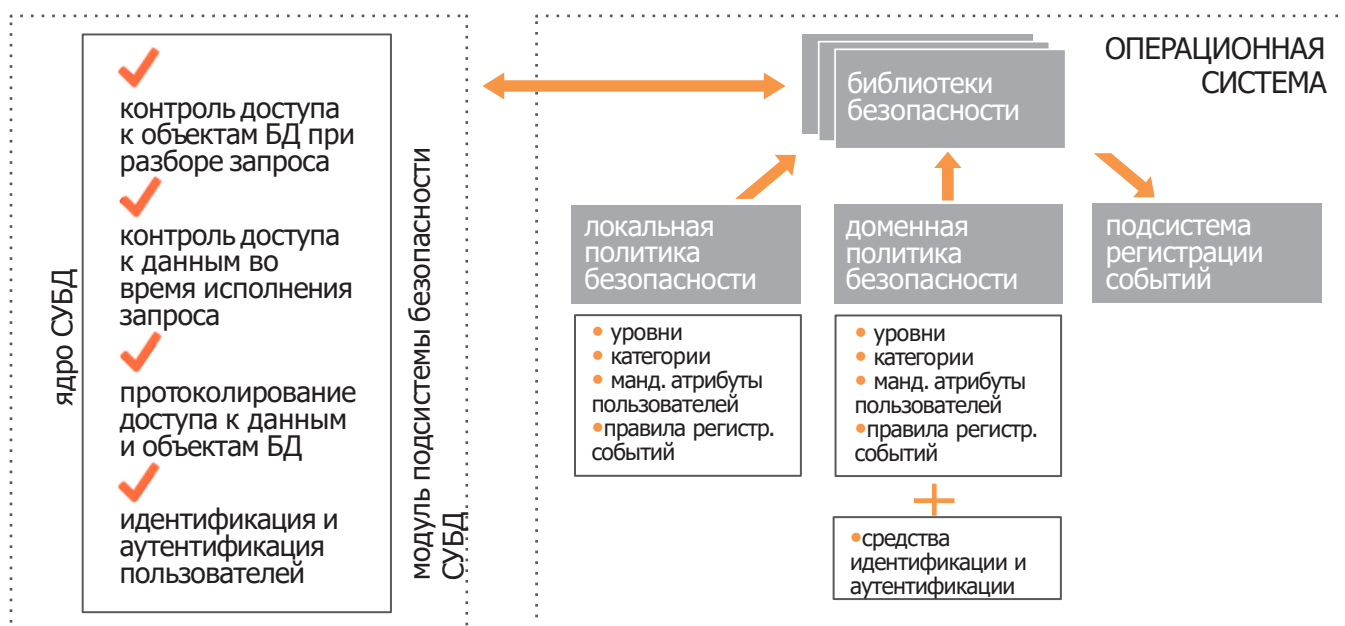 контроль доступа
к объектам БД при
разборе запроса
контроль доступа
к данным во
время исполнения
запроса
протоколирование
доступа к данным
и объектам БД
идентификация и
аутентификация
пользователей
ядро СУБД
модуль подсистемы безопасности
СУБД
ОПЕРАЦИОННАЯ
СИСТЕМА
библиотеки
безопасности
локальная
политика
безопасности
• уровни
• категории
• манд. атрибуты
пользователей
•правила регистр.
событий
доменная
политика
безопасности
• уровни
• категории
• манд. атрибуты
пользователей
•правила регистр.
событий
•средства
идентификации и
аутентификации
подсистема
регистрации
событий